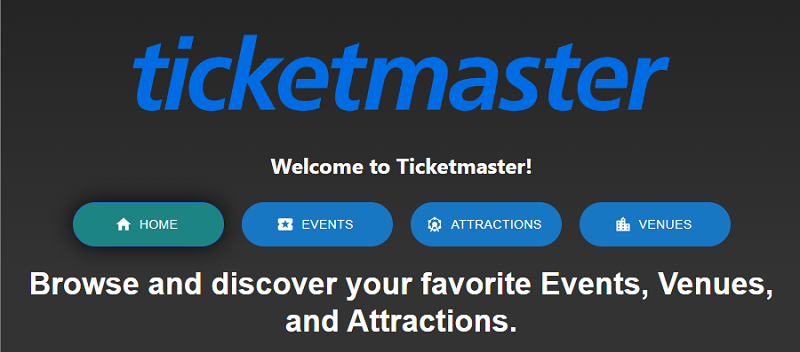 ticketmaster
Welcome to Ticketmaster!
HOME EVENTS ATTRACTIONS VENUES
Browse and discover your favorite Events, Venues,
and Attractions.